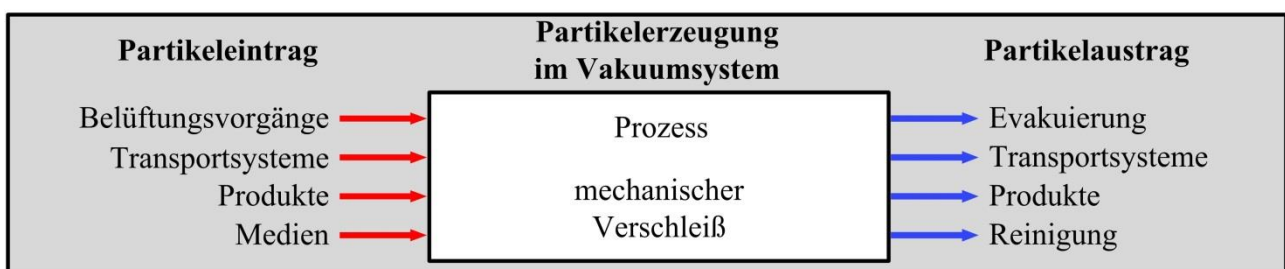 Partikeleintrag
Belüftungsvorgänge
Transportsysteme
Produkte
Medien
Partikelerzeugung
im Vakuumsystem
Prozess
mechanischer
Verschleiß
Partikelaustrag
Evakuierung
Transportsysteme
Produkte
Reinigung